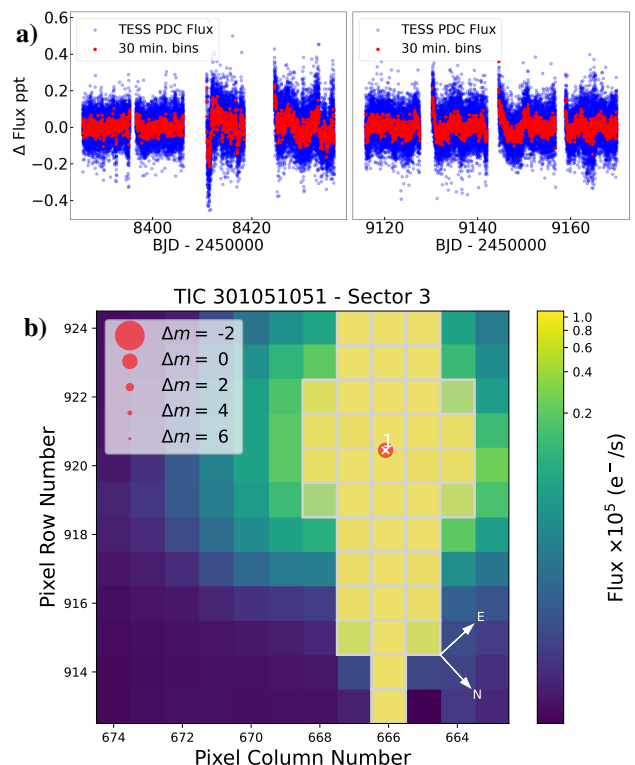 a)
TESS PDC Flux
30 min. bins
TESS PDC Flux
30 min. bins
Δ Flux ppt
0.6
0.4
0.2
0.0
−0.2
−0.4
8400
8420
9120
9140
9160
BJD - 2450000
BJD - 2450000
b)
TIC 301051051 - Sector 3
Δm = -2
Δm = 0
Δm = 2
Δm = 4
Δm = 6
1
E
N
Pixel Row Number
924
922
920
918
916
914
674
672
670
668
666
664
Pixel Column Number
1.0
0.8
0.6
0.4
0.2
Flux ×10⁵ (e⁻/s)